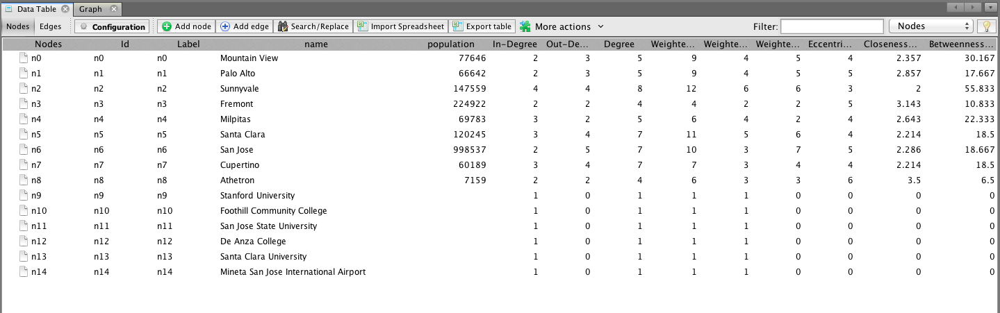 Data Table Graph
Nodes Edges Configuration Add node Add edge Search/Replace Import Spreadsheet Export table More actions Filter: Nodes
Nodes Id Label name population In-Degree Out-De... Degree Weighte... Weighte... Weighte... Eccentri... Closeness... Betweenness...
n0 n0 n0 Mountain View 77646 2 3 5 9 4 5 4 2.357 30.167
n1 n1 n1 Palo Alto 66642 2 3 5 9 4 5 5 2.857 17.667
n2 n2 n2 Sunnyvale 147559 4 4 8 12 6 6 3 2 55.833
n3 n3 n3 Fremont 224922 2 2 4 4 2 2 5 3.143 10.833
n4 n4 n4 Milpitas 69783 3 2 5 6 4 2 4 2.643 22.333
n5 n5 n5 Santa Clara 120245 3 4 7 11 5 6 4 2.214 18.5
n6 n6 n6 San Jose 998537 2 5 7 10 3 7 5 2.286 18.667
n7 n7 n7 Cupertino 60189 3 4 7 7 3 4 4 2.214 18.5
n8 n8 n8 Athetron 7159 2 2 4 6 3 3 6 3.5 6.5
n9 n9 n9 Stanford University 1 0 1 1 1 0 0 0 0
n10 n10 n10 Foothill Community College 1 0 1 1 1 0 0 0 0
n11 n11 n11 San Jose State University 1 0 1 1 1 0 0 0 0
n12 n12 n12 De Anza College 1 0 1 1 1 0 0 0 0
n13 n13 n13 Santa Clara University 1 0 1 1 1 0 0 0 0
n14 n14 n14 Mineta San Jose International Airport 1 0 1 1 1 0 0 0 0